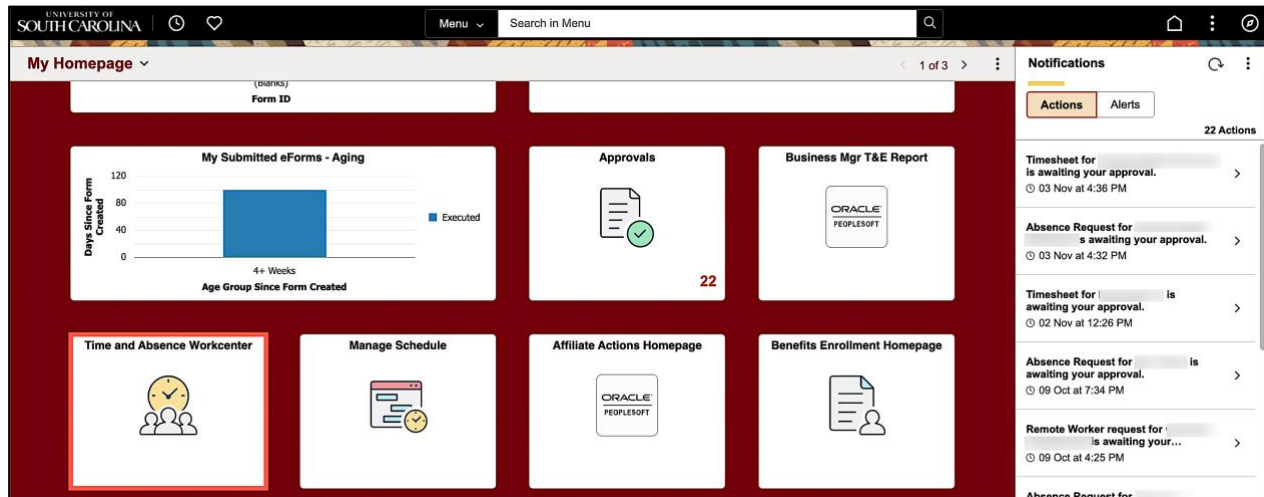 UNIVERSITY OF
SOUTH CAROLINA
Menu
Search in Menu
My Homepage
1 of 3
(Blanks)
Form ID
My Submitted eForms - Aging
Days Since Form
Created
120
80
40
0
Executed
4+ Weeks
Age Group Since Form Created
Approvals
22
Business Mgr T&E Report
ORACLE
PEOPLESOFT
Time and Absence Workcenter
Manage Schedule
Affiliate Actions Homepage
ORACLE
PEOPLESOFT
Benefits Enrollment Homepage
Notifications
Actions
Alerts
22 Actions
Timesheet for
is awaiting your approval.
03 Nov at 4:36 PM
Absence Request for
s awaiting your approval.
03 Nov at 4:32 PM
Timesheet for is
awaiting your approval.
02 Nov at 12:26 PM
Absence Request for is
awaiting your approval.
09 Oct at 7:34 PM
Remote Worker request for
is awaiting your...
09 Oct at 4:25 PM
Absence Request for